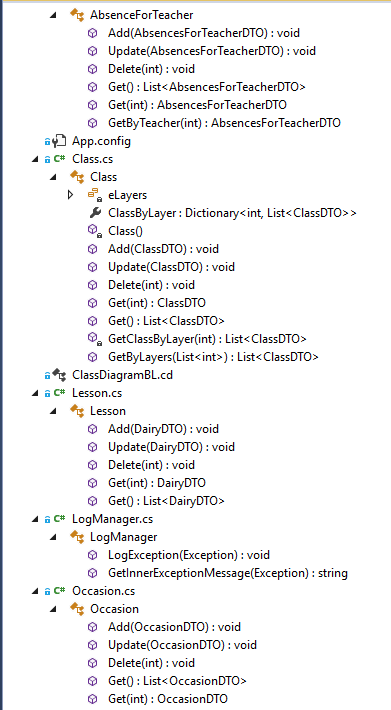 AbsenceForTeacher
Add(AbsencesForTeacherDTO) : void
Update(AbsencesForTeacherDTO) : void
Delete(int) : void
Get() : List<AbsencesForTeacherDTO>
Get(int) : AbsencesForTeacherDTO
GetByTeacher(int) : AbsencesForTeacherDTO
App.config
C# Class.cs
Class
eLayers
ClassByLayer : Dictionary<int, List<ClassDTO>>
Class()
Add(ClassDTO) : void
Update(ClassDTO) : void
Delete(int) : void
Get(int) : ClassDTO
Get() : List<ClassDTO>
GetClassByLayer(int) : List<ClassDTO>
GetByLayers(List<int>) : List<ClassDTO>
ClassDiagramBL.cd
C# Lesson.cs
Lesson
Add(DairyDTO) : void
Update(DairyDTO) : void
Delete(int) : void
Get(int) : DairyDTO
Get() : List<DairyDTO>
C# LogManager.cs
LogManager
LogException(Exception) : void
GetInnerExceptionMessage(Exception) : string
C# Occasion.cs
Occasion
Add(OccasionDTO) : void
Update(OccasionDTO) : void
Delete(int) : void
Get() : List<OccasionDTO>
Get(int) : OccasionDTO